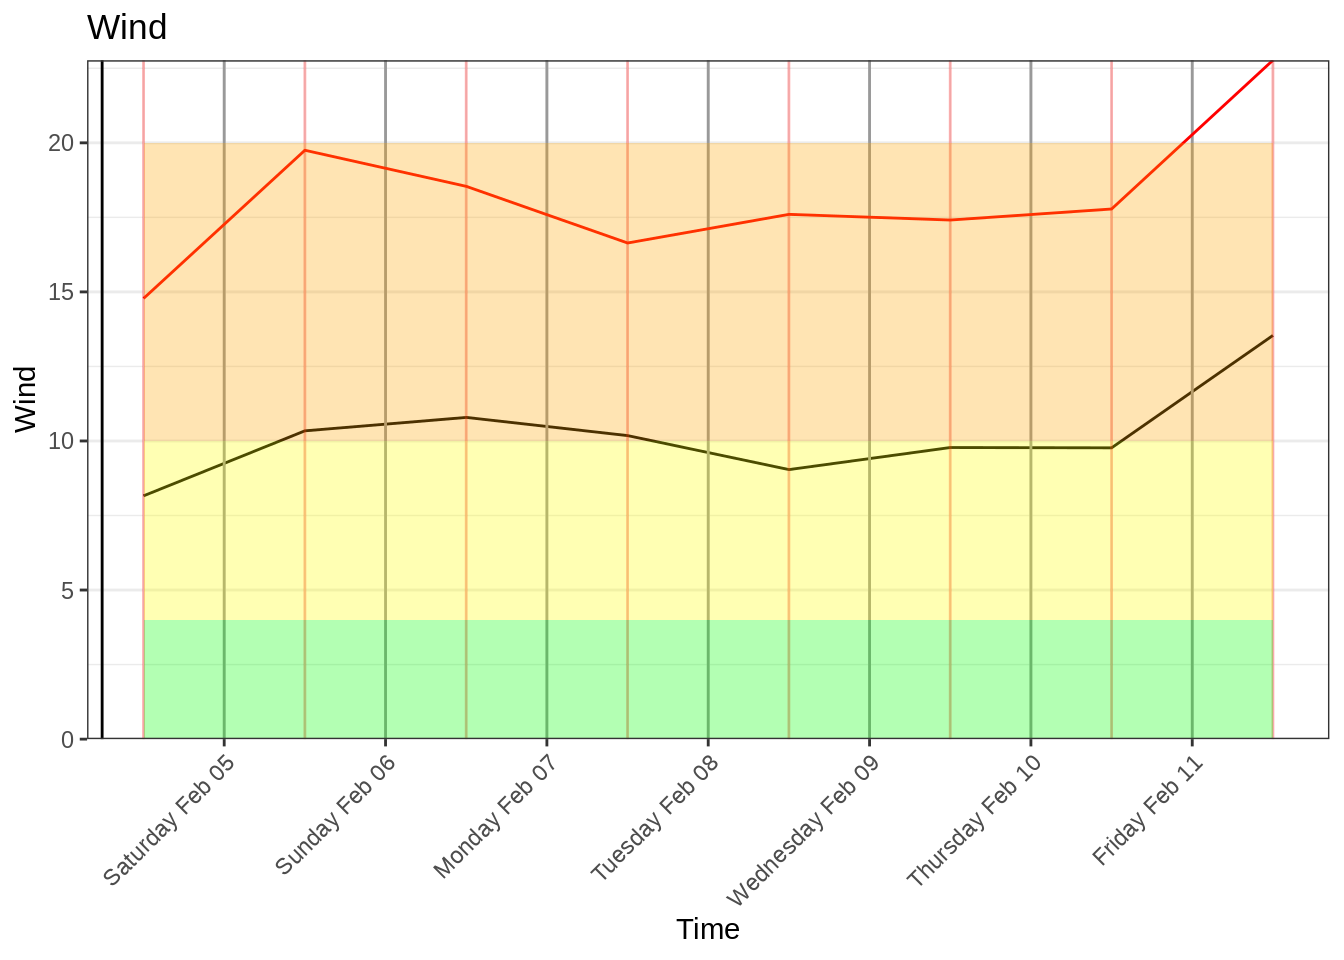 Wind
Wind
20
15
10
5
0
Saturday Feb 05
Sunday Feb 06
Monday Feb 07
Tuesday Feb 08
Wednesday Feb 09
Thursday Feb 10
Friday Feb 11
Time